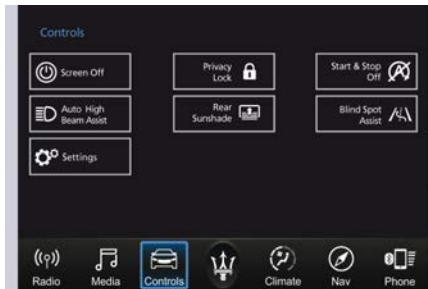 Controls
Screen Off
Privacy
Lock
Start & Stop
Off
Auto High
Beam Assist
Rear
Sunshade
Blind Spot
Assist
Settings
Radio
Media
Controls
Climate
Nav
Phone